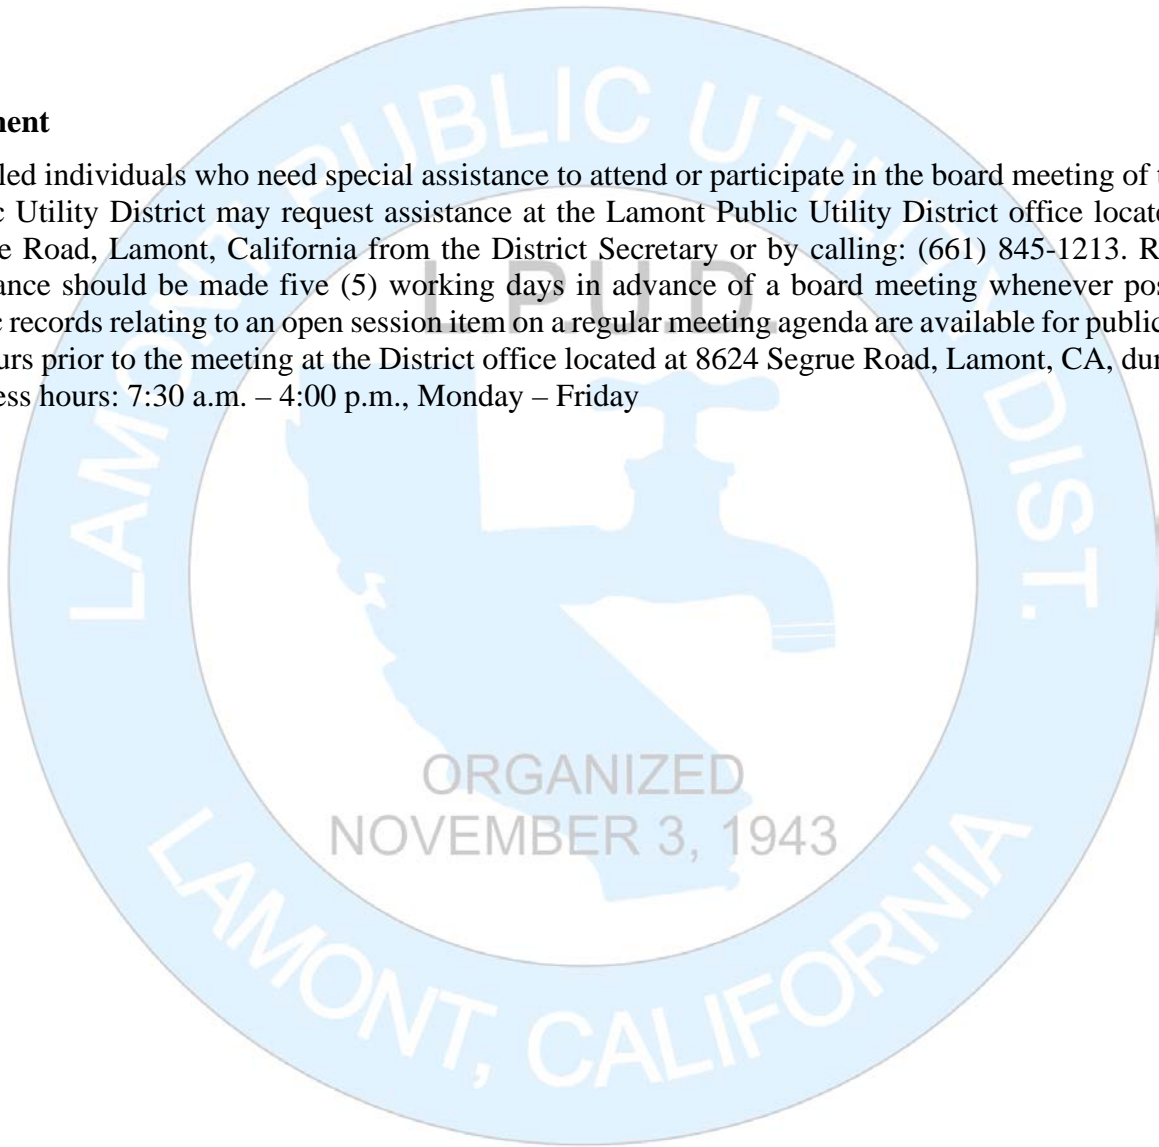 nent
led individuals who need special assistance to attend or participate in the board meeting of t
c Utility District may request assistance at the Lamont Public Utility District office locate
e Road, Lamont, California from the District Secretary or by calling: (661) 845-1213. R
ance should be made five (5) working days in advance of a board meeting whenever pos
c records relating to an open session item on a regular meeting agenda are available for public
urs prior to the meeting at the District office located at 8624 Segrue Road, Lamont, CA, dur
ess hours: 7:30 a.m. – 4:00 p.m., Monday – Friday
LAMONT PUBLIC UTILITY DIST.
L.P.U.D.
ORGANIZED
NOVEMBER 3, 1943
LAMONT, CALIFORNIA